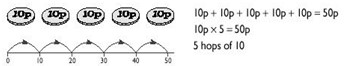 10p 10p 10p 10p 10p
0 10 20 30 40 50
10p + 10p + 10p + 10p + 10p = 50p
10p × 5 = 50p
5 hops of 10